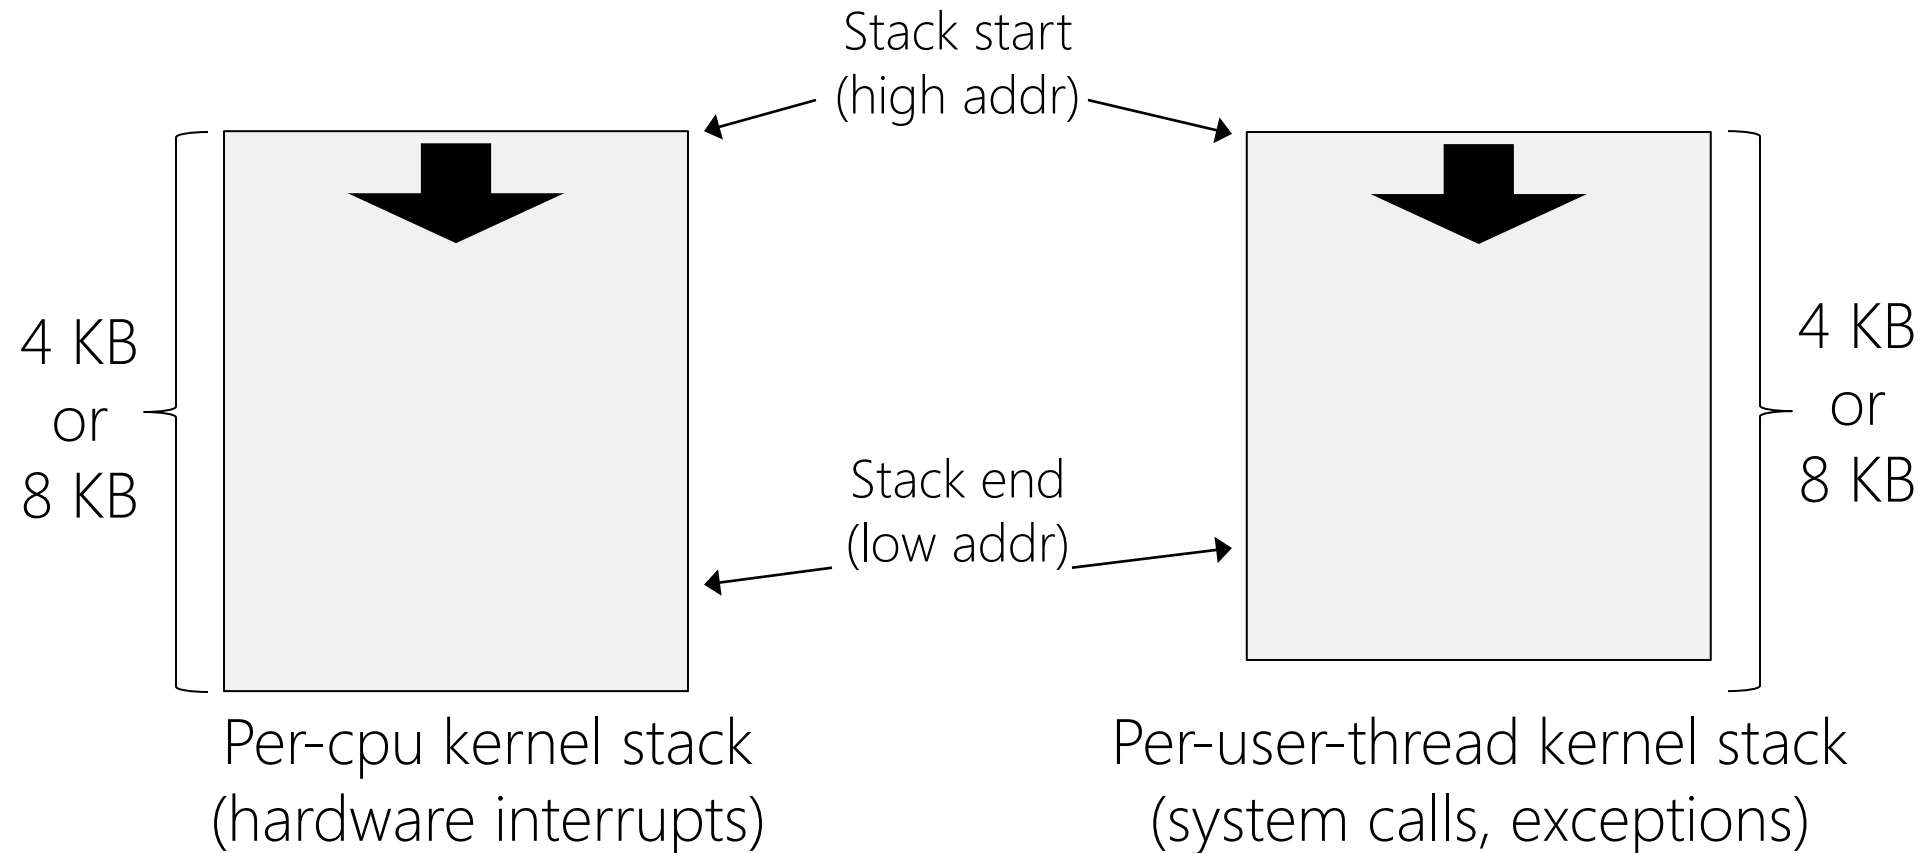 Stack start
(high addr)
4 KB
or
8 KB
Stack end
(low addr)
4 KB
or
8 KB
Per-cpu kernel stack
(hardware interrupts)
Per-user-thread kernel stack
(system calls, exceptions)